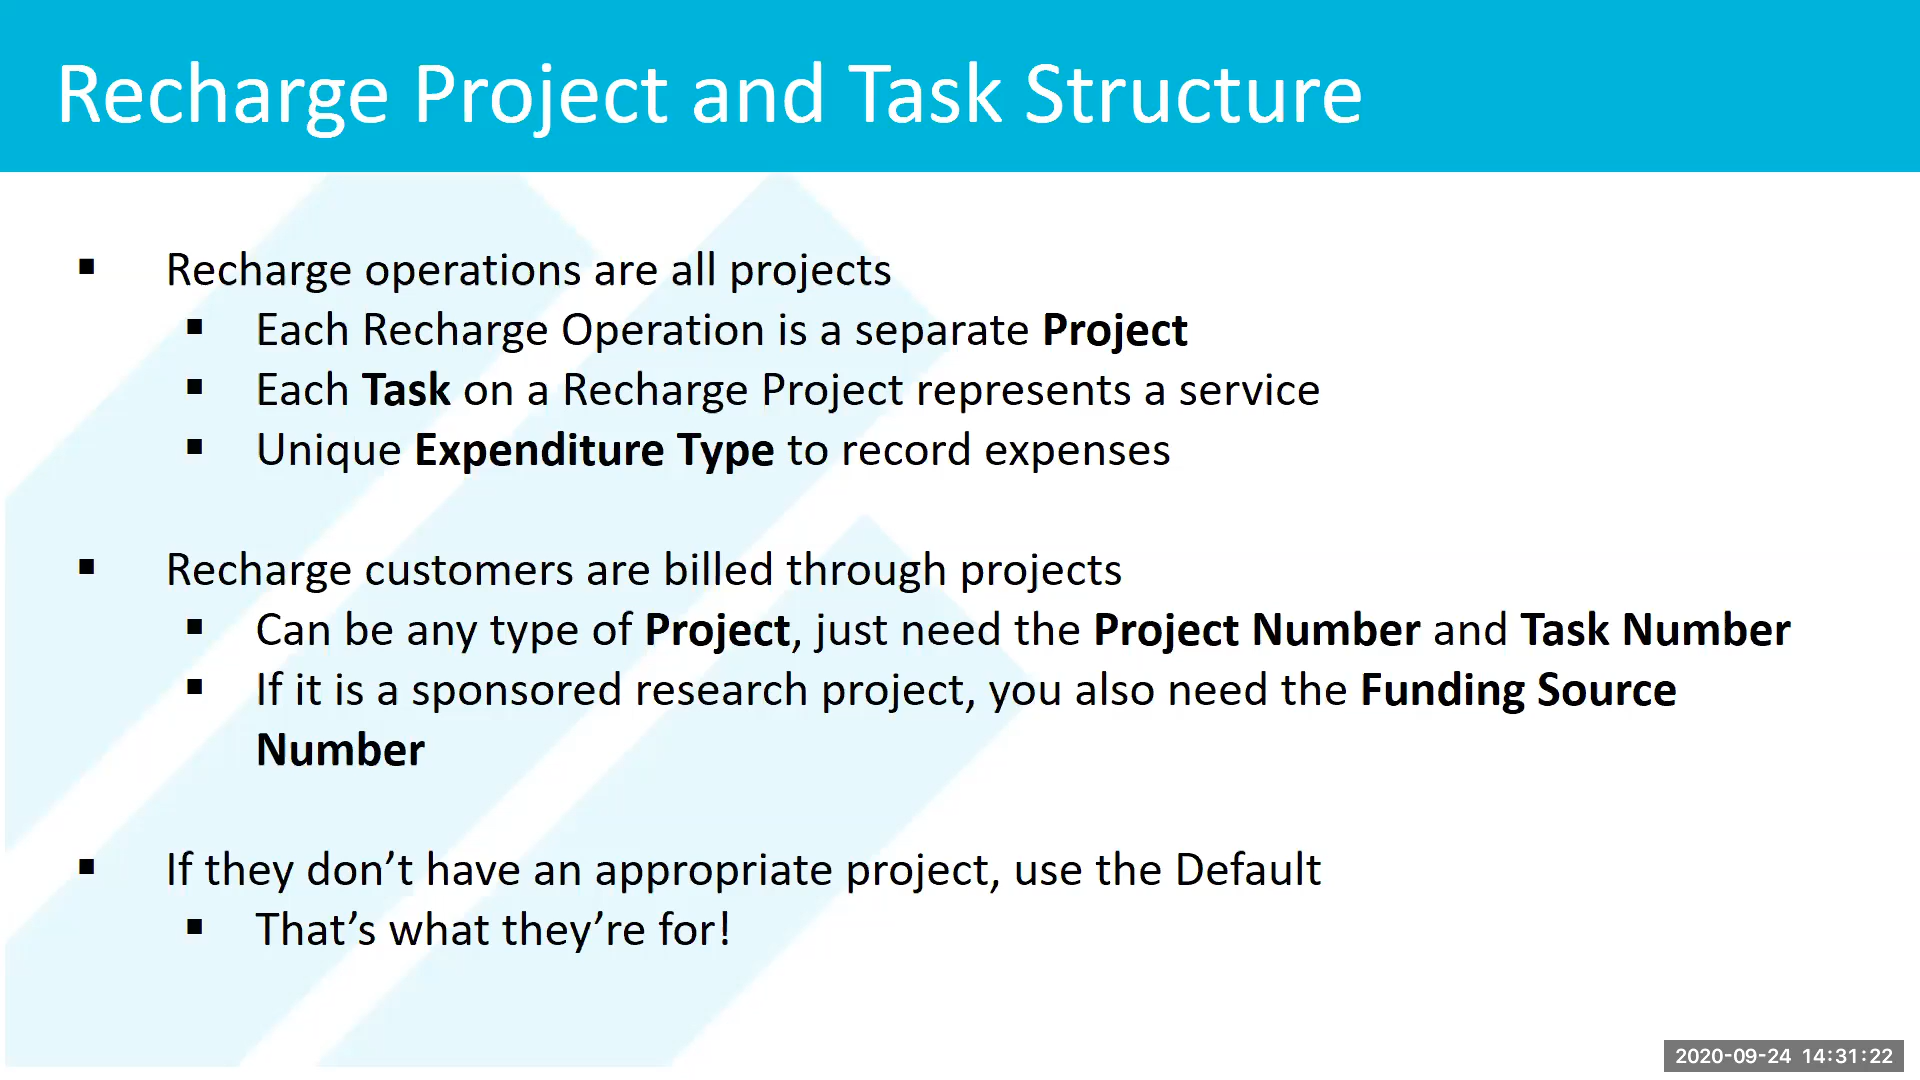 Recharge Project and Task Structure
▪ Recharge operations are all projects
▪ Each Recharge Operation is a separate Project
▪ Each Task on a Recharge Project represents a service
▪ Unique Expenditure Type to record expenses
▪ Recharge customers are billed through projects
▪ Can be any type of Project, just need the Project Number and Task Number
▪ If it is a sponsored research project, you also need the Funding Source
Number
▪ If they don’t have an appropriate project, use the Default
▪ That’s what they’re for!
2020-09-24 14:31:22